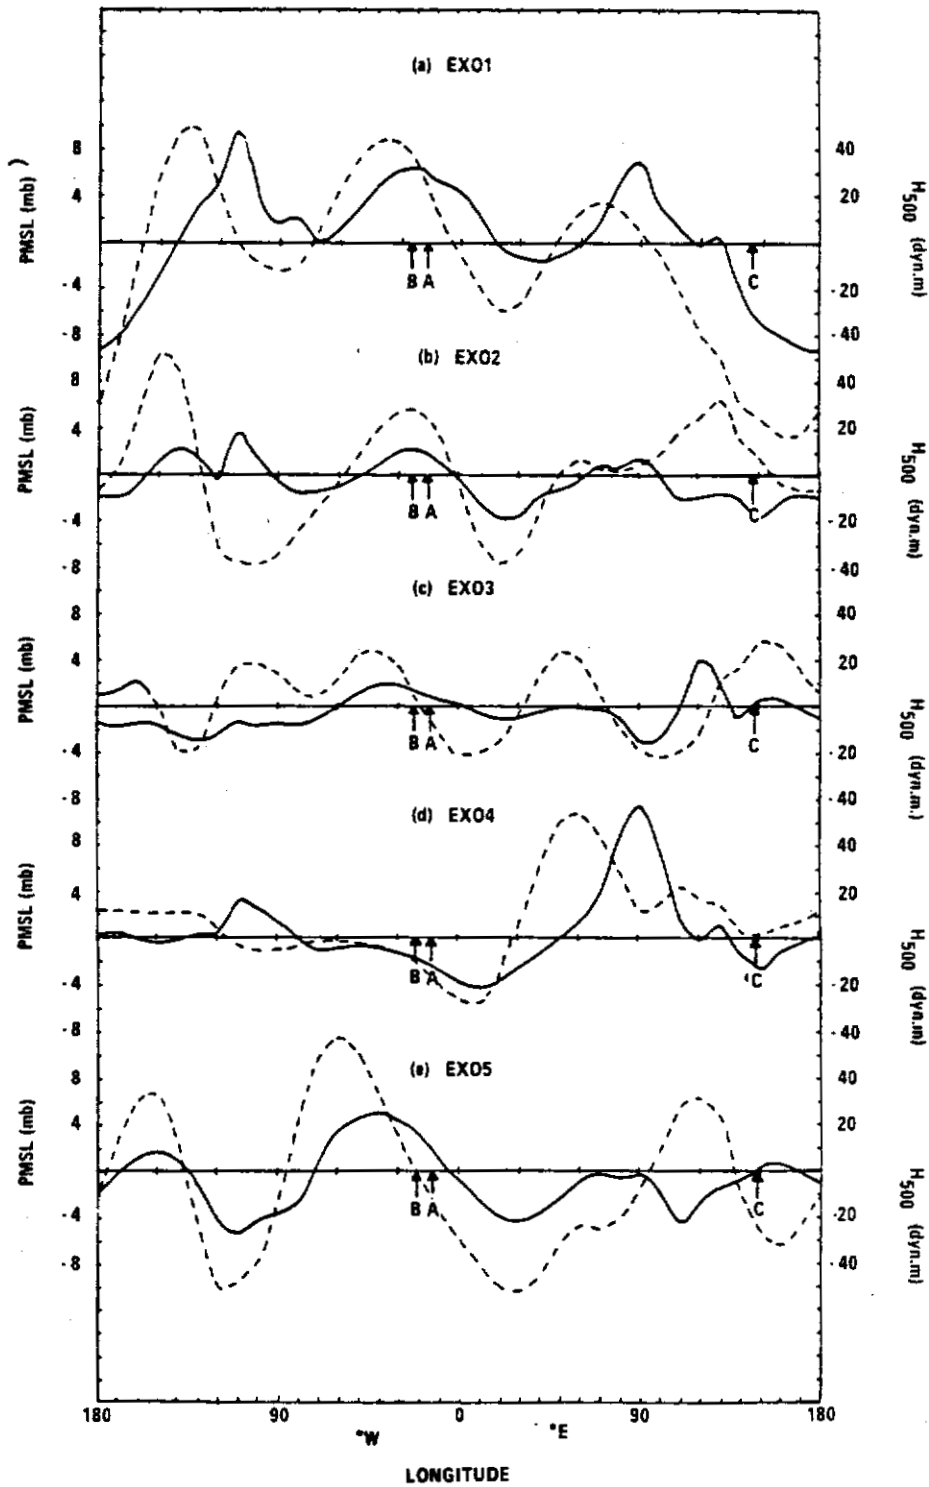 (a) EXO1
8
4
-4
-8
PMSL (mb)
)
40
20
-20
-40
H500 (dyn.m)
B A
C
(b) EXO2
8
4
-4
-8
PMSL (mb)
40
20
-20
-40
H500 (dyn.m)
B A
C
(c) EXO3
8
4
-4
-8
PMSL (mb)
40
20
-20
-40
H500 (dyn.m.)
B A
C
(d) EXO4
8
4
-4
-8
PMSL (mb)
40
20
-20
-40
H500 (dyn.m)
B A
C
(e) EXO5
8
4
-4
-8
PMSL (mb)
40
20
-20
-40
H500 (dyn.m)
B A
C
180 90 0 90 180
°W °E
LONGITUDE